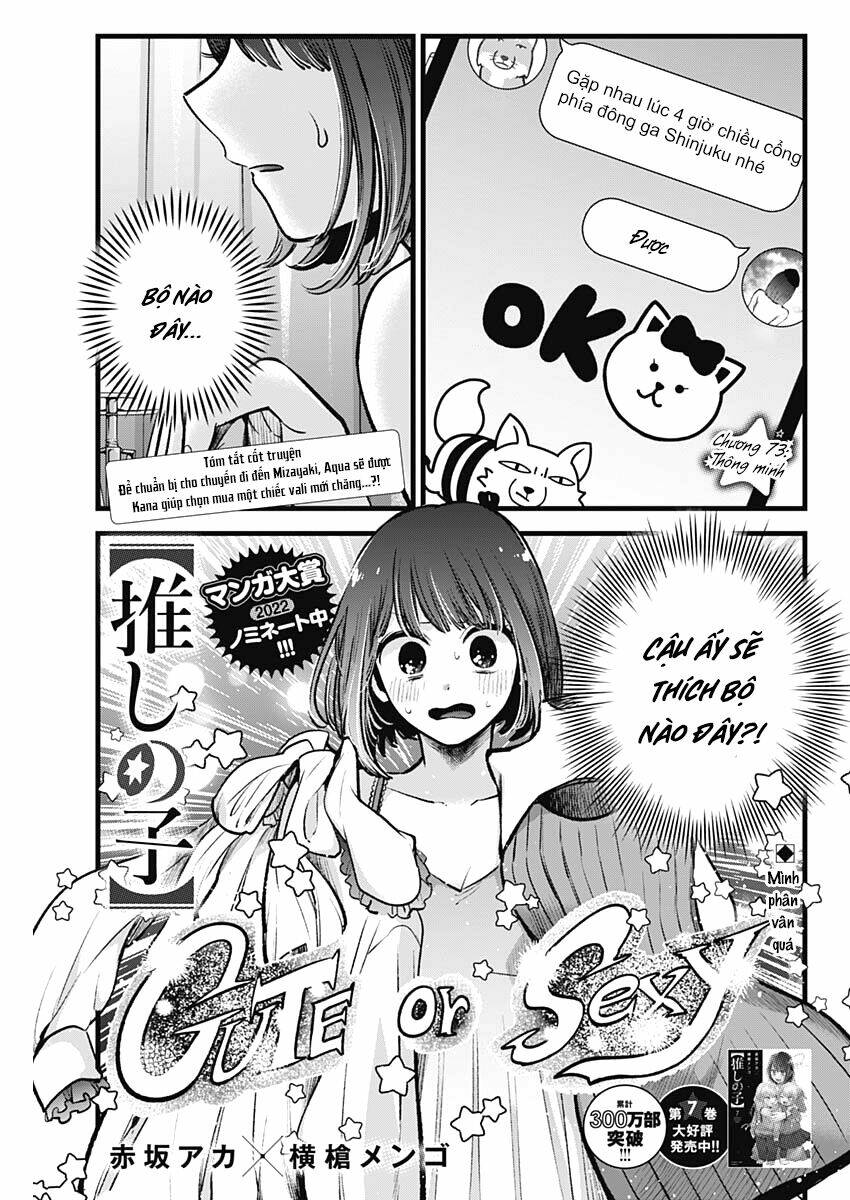 Gặp nhau lúc 4 giờ chiều cổng
phía đông ga Shinjuku nhé
Được
OK
Chương 73:
Thông minh
BỘ NÀO
ĐÂY...
Tóm tắt cốt truyện
Để chuẩn bị cho chuyến đi đến Mizayaki, Aqua sẽ được
Kana giúp chọn mua một chiếc vali mới chăng...?!
【推しの子】
マンガ大賞
2022
ノミネート中
!!!
CẬU ẤY SẼ
THÍCH BỘ
NÀO ĐÂY?!
Mình
phân vân
quá
CUTE or Sexy
赤坂アカ×横槍メンゴ
累計
300万部
突破
!!!
第7巻
大好評
発売中!!
【推しの子】